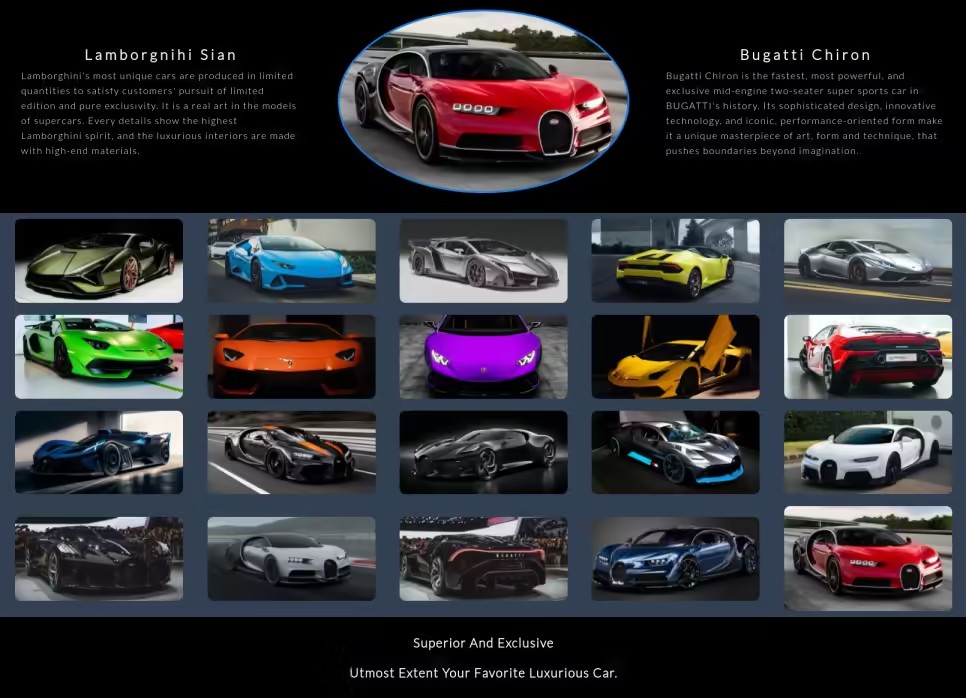 Lamborgnihi Sian
Lamborghini's most unique cars are produced in limited
quantities to satisfy customers' pursuit of limited
edition and pure exclusivity. It is a real art in the models
of supercars. Every details show the highest
Lamborghini spirit, and the luxurious interiors are made
with high-end materials.
Bugatti Chiron
Bugatti Chiron is the fastest, most powerful, and
exclusive mid-engine two-seater super sports car in
BUGATTI's history. Its sophisticated design, innovative
technology, and iconic, performance-oriented form make
it a unique masterpiece of art, form and technique, that
pushes boundaries beyond imagination.
BUGATTI
Superior And Exclusive
Utmost Extent Your Favorite Luxurious Car.